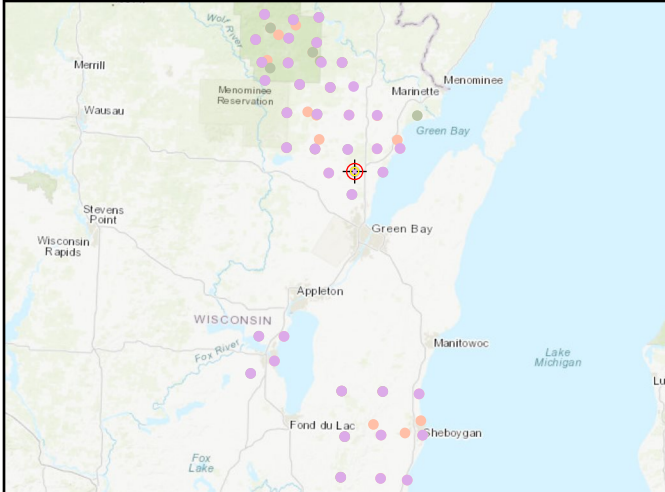 Wolf
River
Merrill
Menominee
Menominee
Reservation
Marinette
Wausau
Green Bay
Stevens
Point
Green Bay
Wisconsin
Rapids
Appleton
WISCONSIN
Manitowoc
Fox River
Lake
Michigan
Lu
Fond du Lac
Sheboygan
Fox
Lake